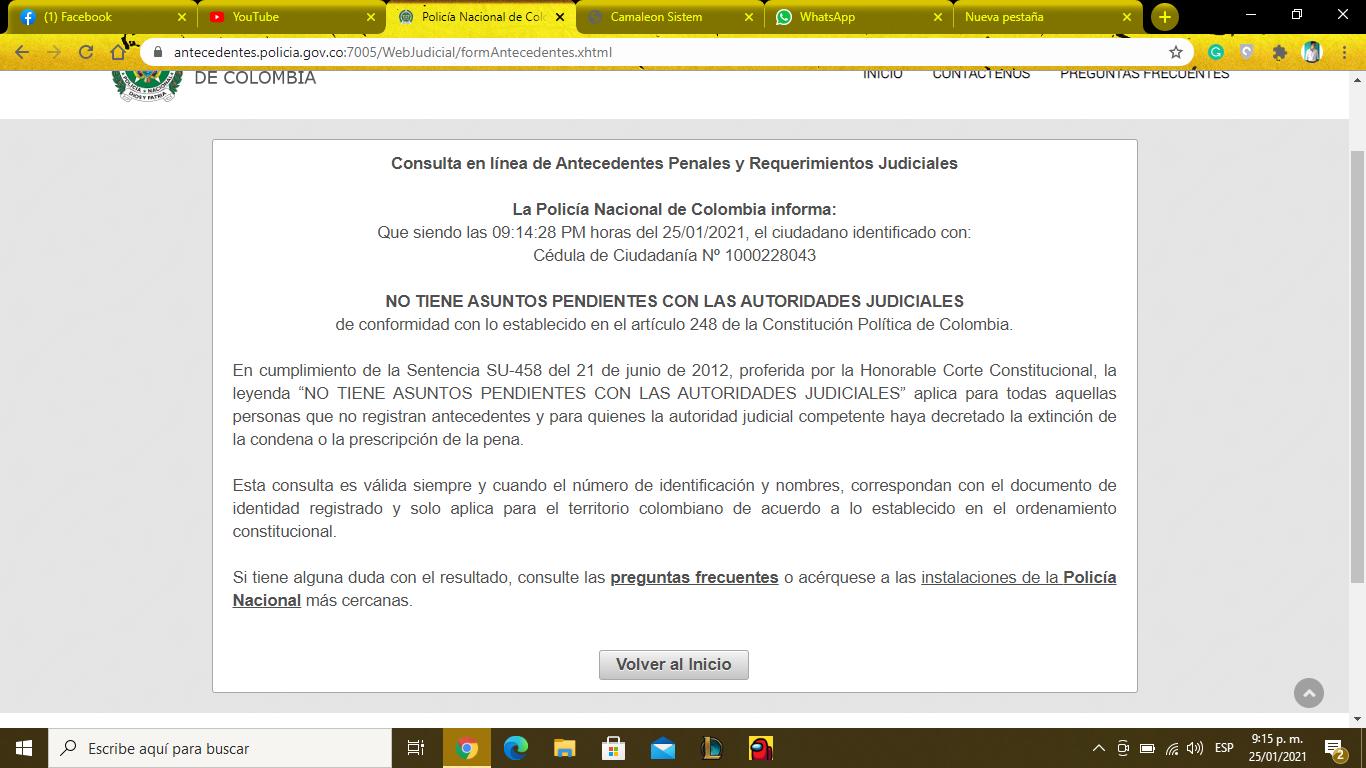 (1) Facebook
YouTube
Policía Nacional de Col
Camaleon Sistem
WhatsApp
Nueva pestaña
antecedentes.policia.gov.co:7005/WebJudicial/formAntecedentes.xhtml
DE COLOMBIA
DIOS Y PATRIA
INICIO
CONTÁCTENOS
PREGUNTAS FRECUENTES
Consulta en línea de Antecedentes Penales y Requerimientos Judiciales
La Policía Nacional de Colombia informa:
Que siendo las 09:14:28 PM horas del 25/01/2021, el ciudadano identificado con:
Cédula de Ciudadanía Nº 1000228043
NO TIENE ASUNTOS PENDIENTES CON LAS AUTORIDADES JUDICIALES
de conformidad con lo establecido en el artículo 248 de la Constitución Política de Colombia.
En cumplimiento de la Sentencia SU-458 del 21 de junio de 2012, proferida por la Honorable Corte Constitucional, la
leyenda “NO TIENE ASUNTOS PENDIENTES CON LAS AUTORIDADES JUDICIALES” aplica para todas aquellas
personas que no registran antecedentes y para quienes la autoridad judicial competente haya decretado la extinción de
la condena o la prescripción de la pena.
Esta consulta es válida siempre y cuando el número de identificación y nombres, correspondan con el documento de
identidad registrado y solo aplica para el territorio colombiano de acuerdo a lo establecido en el ordenamiento
constitucional.
Si tiene alguna duda con el resultado, consulte las preguntas frecuentes o acérquese a las instalaciones de la Policía
Nacional más cercanas.
Volver al Inicio
Escribe aquí para buscar
ESP
9:15 p. m.
25/01/2021
2